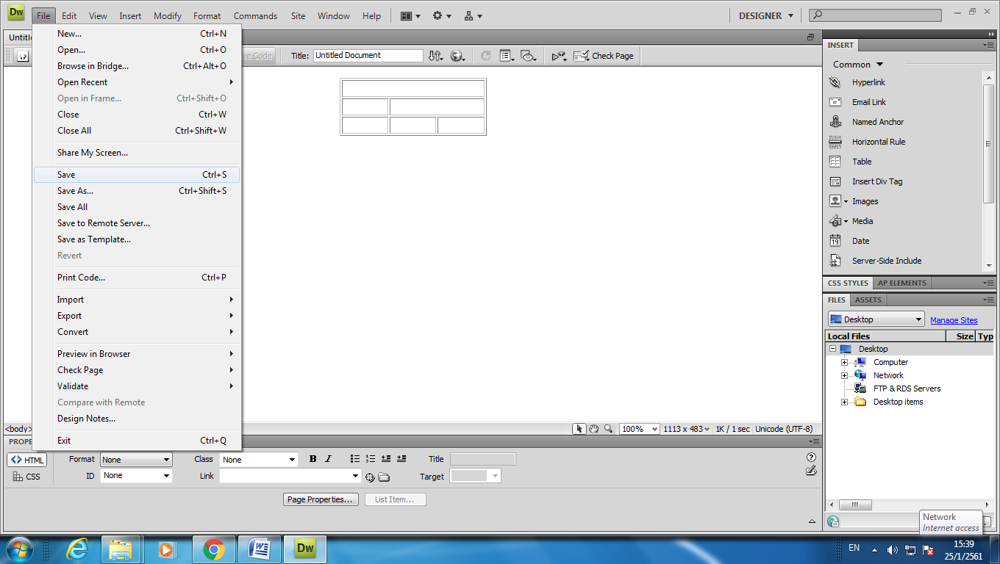 Dw File Edit View Insert Modify Format Commands Site Window Help DESIGNER
New... Ctrl+N
Open... Ctrl+O
Browse in Bridge... Ctrl+Alt+O
Open Recent
Open in Frame... Ctrl+Shift+O
Close Ctrl+W
Close All Ctrl+Shift+W
Share My Screen...
Save Ctrl+S
Save As... Ctrl+Shift+S
Save All
Save to Remote Server...
Save as Template...
Revert
Print Code... Ctrl+P
Import
Export
Convert
Preview in Browser
Check Page
Validate
Compare with Remote
Design Notes...
Exit Ctrl+Q
Code Title: Untitled Document Check Page
INSERT
Common
Hyperlink
Email Link
Named Anchor
Horizontal Rule
Table
Insert Div Tag
Images
Media
Date
Server-Side Include
CSS STYLES AP ELEMENTS
FILES ASSETS
Desktop Manage Sites
Local Files Size Typ
Desktop
Computer
Network
FTP & RDS Servers
Desktop items
<body> 100% 1113 x 483 1K / 1 sec Unicode (UTF-8)
<> HTML Format None Class None B I Title
CSS ID None Link Target
Page Properties... List Item...
Network
Internet access
Dw EN 15:39
25/1/2561